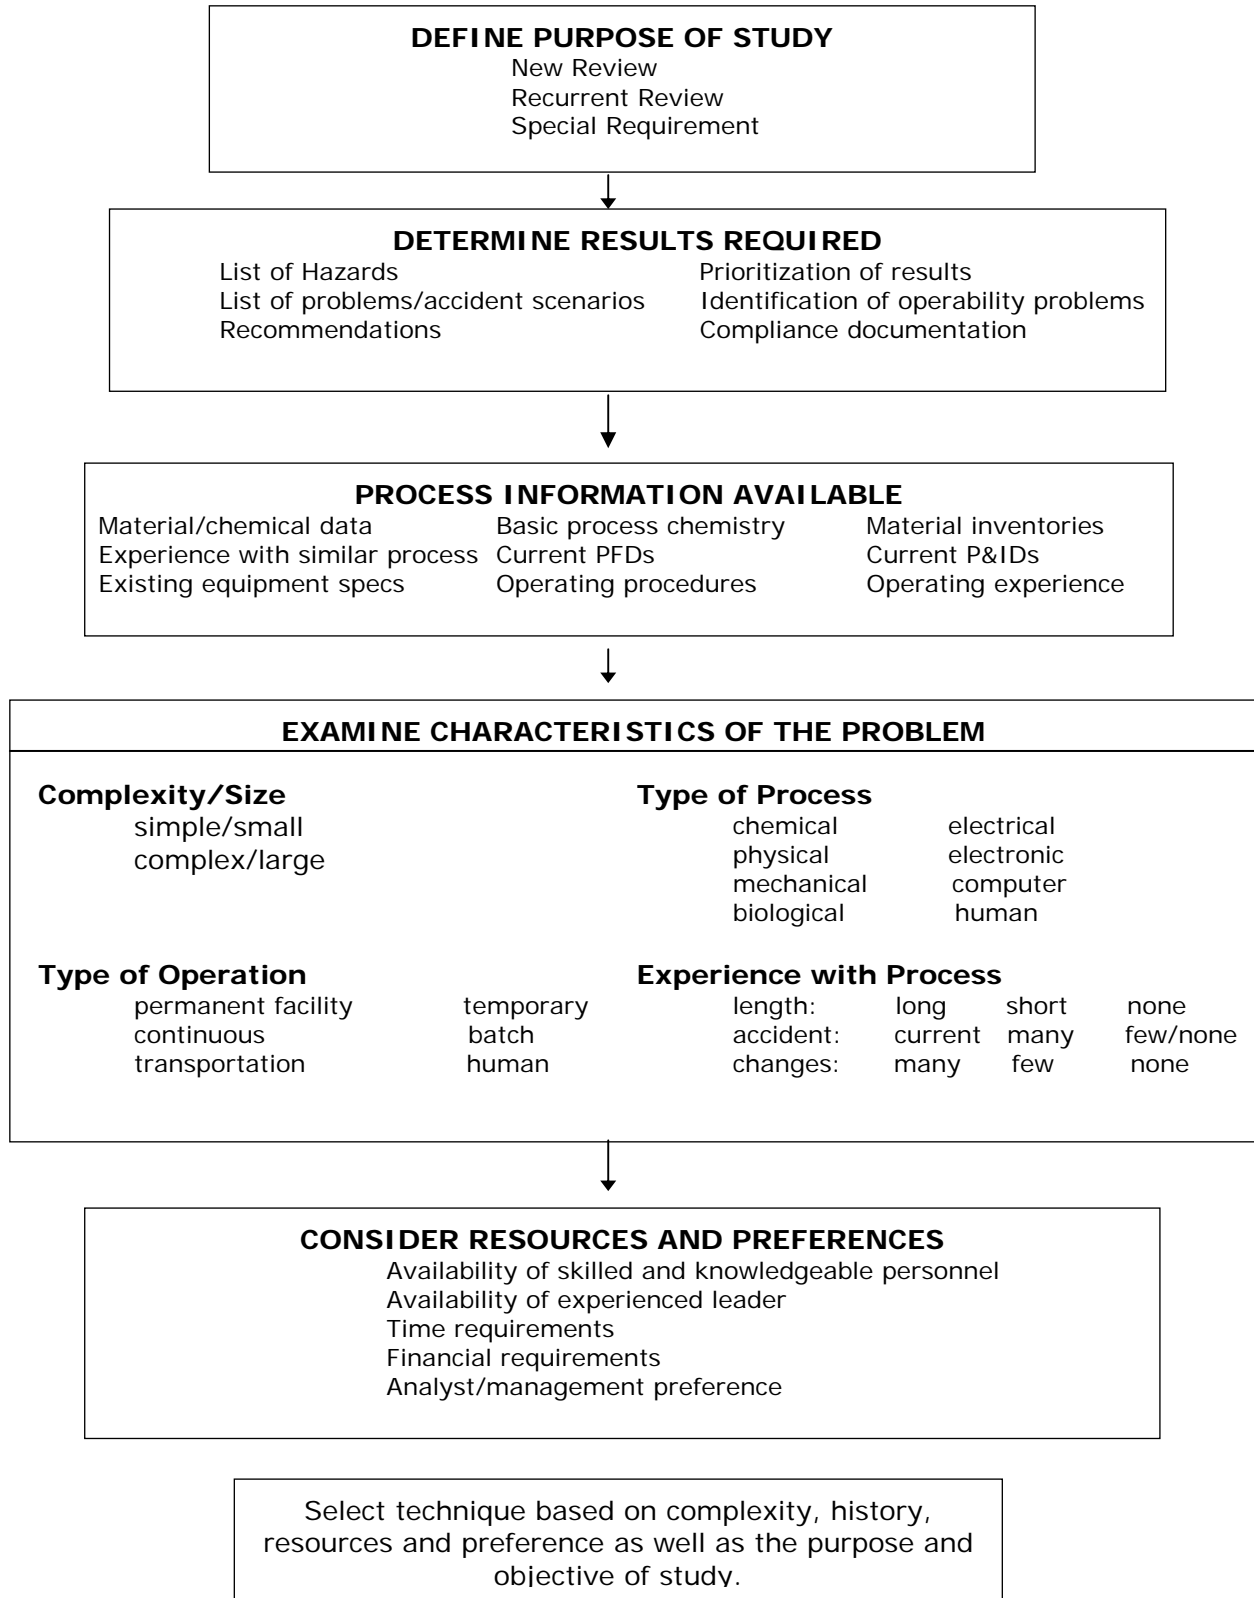 DEFINE PURPOSE OF STUDY
New Review
Recurrent Review
Special Requirement
DETERMINE RESULTS REQUIRED
List of Hazards Prioritization of results
List of problems/accident scenarios Identification of operability problems
Recommendations Compliance documentation
PROCESS INFORMATION AVAILABLE
Material/chemical data Basic process chemistry Material inventories
Experience with similar process Current PFDs Current P&IDs
Existing equipment specs Operating procedures Operating experience
EXAMINE CHARACTERISTICS OF THE PROBLEM
Complexity/Size
simple/small
complex/large
Type of Process
chemical electrical
physical electronic
mechanical computer
biological human
Type of Operation
permanent facility temporary
continuous batch
transportation human
Experience with Process
length: long short none
accident: current many few/none
changes: many few none
CONSIDER RESOURCES AND PREFERENCES
Availability of skilled and knowledgeable personnel
Availability of experienced leader
Time requirements
Financial requirements
Analyst/management preference
Select technique based on complexity, history,
resources and preference as well as the purpose and
objective of study.